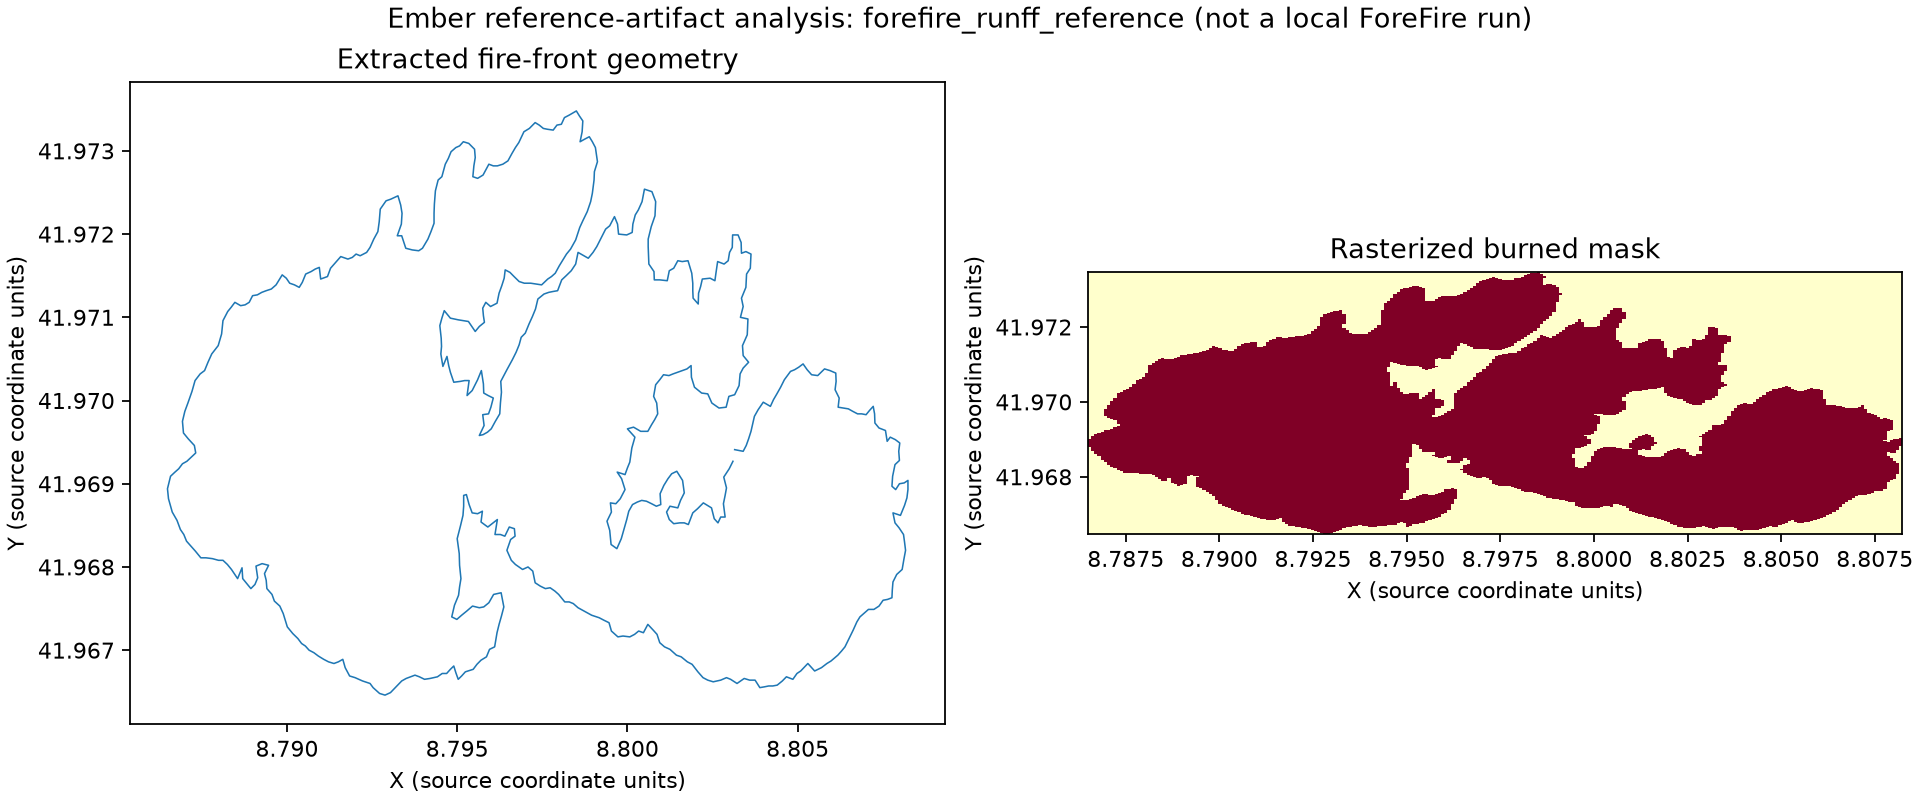 Ember reference-artifact analysis: forefire_runff_reference (not a local ForeFire run)
Extracted fire-front geometry
41.973
41.972
41.971
41.970
41.969
41.968
41.967
Y (source coordinate units)
8.790 8.795 8.800 8.805
X (source coordinate units)
Rasterized burned mask
41.972
41.970
41.968
Y (source coordinate units)
8.7875 8.7900 8.7925 8.7950 8.7975 8.8000 8.8025 8.8050 8.8075
X (source coordinate units)